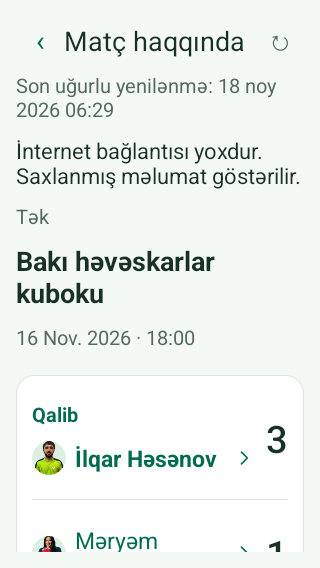 Matç haqqında
Son uğurlu yenilənmə: 18 noy
2026 06:29
İnternet bağlantısı yoxdur.
Saxlanmış məlumat göstərilir.
Tək
Bakı həvəskarlar
kuboku
16 Nov. 2026 · 18:00
Qalib
İlqar Həsənov
3
Məryəm
1